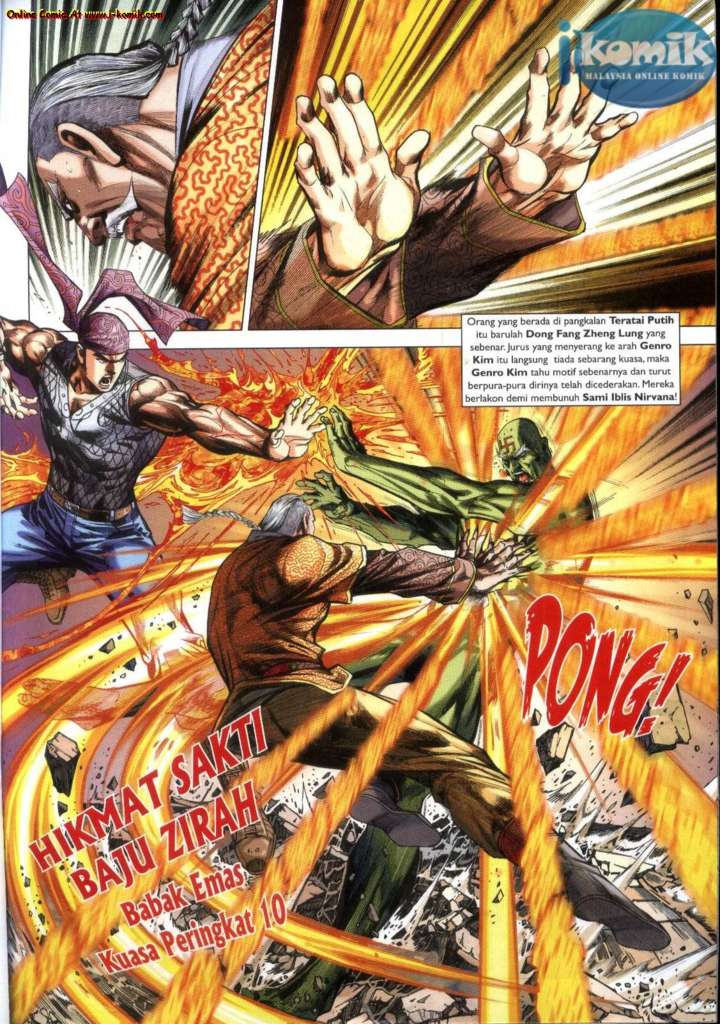 Online Comic At www.i-komik.com
ikomik
MALAYSIA ONLINE KOMIK
Orang yang berada di pangkalan Teratai Putih
itu barulah Dong Fang Zheng Lung yang
sebenar. Jurus yang menyerang ke arah Genro
Kim itu langsung tiada sebarang kuasa, maka
Genro Kim tahu motif sebenarnya dan turut
berpura-pura dirinya telah dicederakan. Mereka
berlakon demi membunuh Sami Iblis Nirvana!
PONG!
HIKMAT SAKTI
BAJU ZIRAH
Babak Emas
Kuasa Peringkat 10